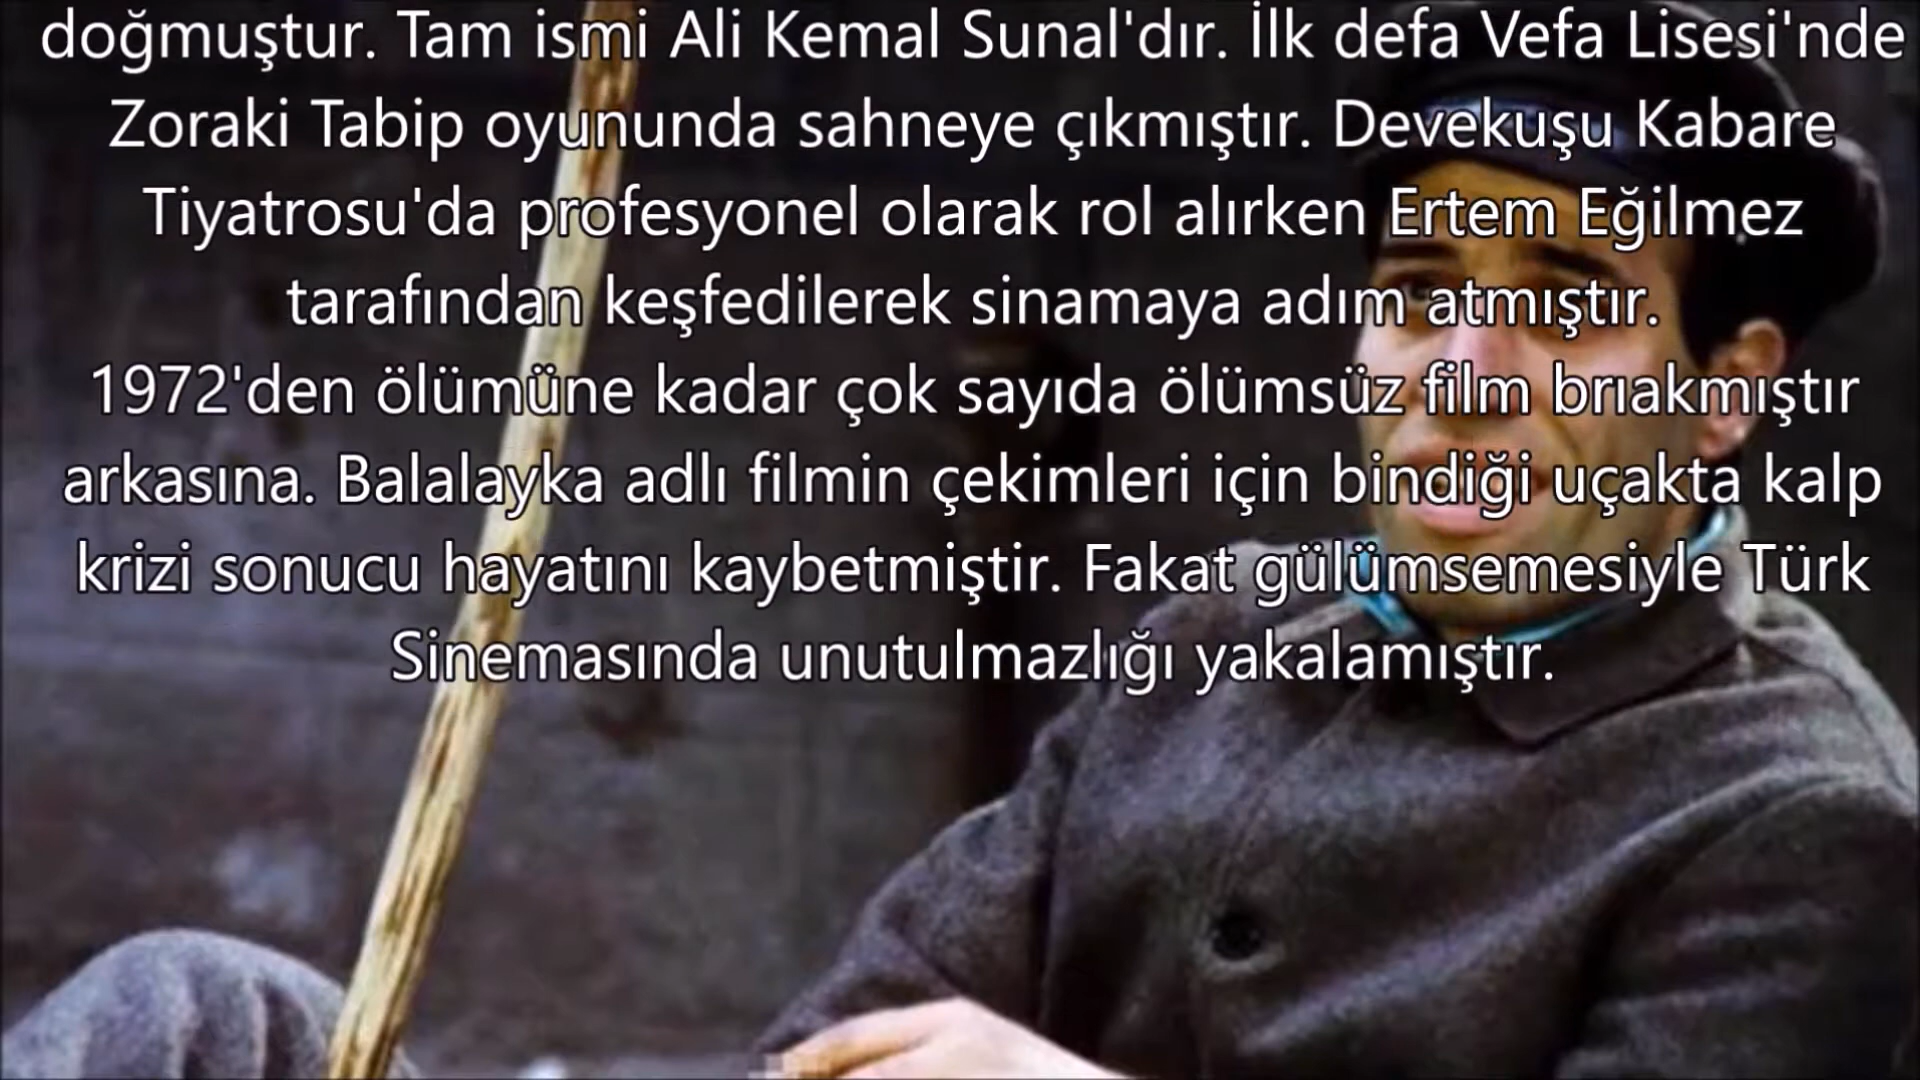 doğmuştur. Tam ismi Ali Kemal Sunal'dır. İlk defa Vefa Lisesi'nde
Zoraki Tabip oyununda sahneye çıkmıştır. Devekuşu Kabare
Tiyatrosu'da profesyonel olarak rol alırken Ertem Eğilmez
tarafından keşfedilerek sinamaya adım atmıştır.
1972'den ölümüne kadar çok sayıda ölümsüz film brıakmıştır
arkasına. Balalayka adlı filmin çekimleri için bindiği uçakta kalp
krizi sonucu hayatını kaybetmiştir. Fakat gülümsemesiyle Türk
Sinemasında unutulmazlığı yakalamıştır.